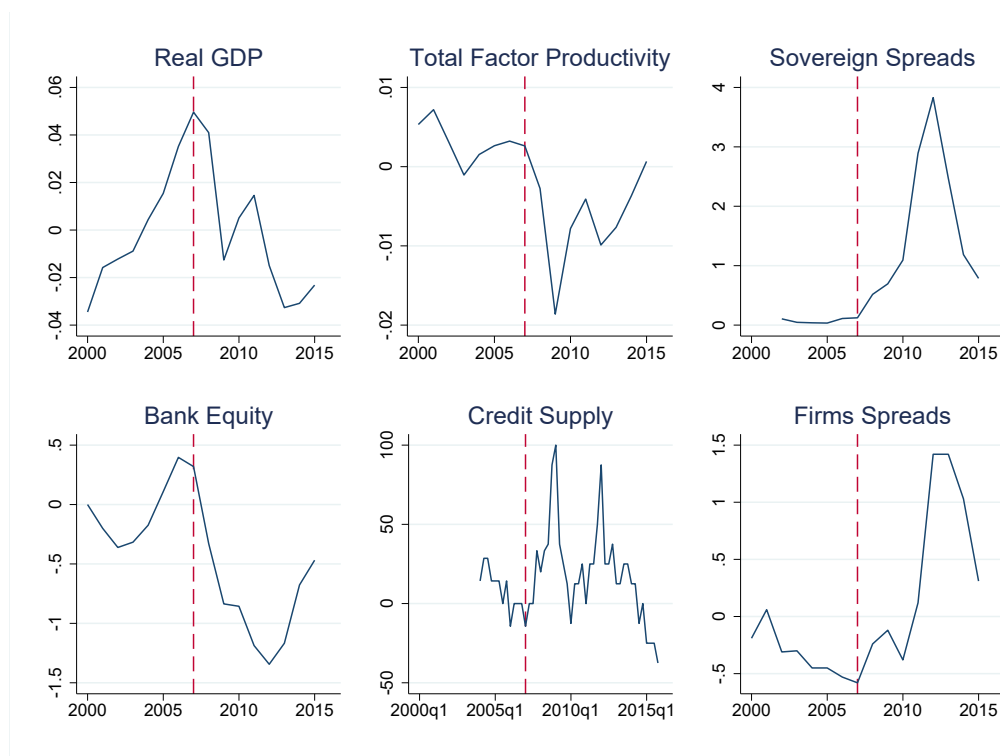 Real GDP
.06
.04
.02
0
-.02
-.04
2000 2005 2010 2015
Total Factor Productivity
.01
0
-.01
-.02
2000 2005 2010 2015
Sovereign Spreads
4
3
2
1
0
2000 2005 2010 2015
Bank Equity
.5
0
-.5
-1
-1.5
2000 2005 2010 2015
Credit Supply
100
50
0
-50
2000q1 2005q1 2010q1 2015q1
Firms Spreads
1.5
1
.5
0
-.5
2000 2005 2010 2015